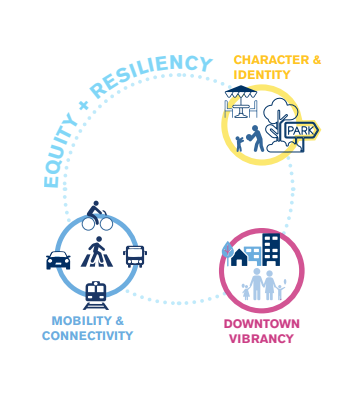 EQUITY + RESILIENCY
CHARACTER &
IDENTITY
PARK
MOBILITY &
CONNECTIVITY
DOWNTOWN
VIBRANCY